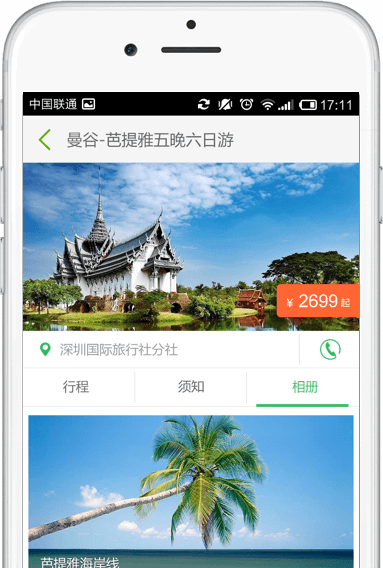 中国联通 17:11
曼谷-芭提雅五晚六日游
¥ 2699 起
深圳国际旅行社分社
行程 须知 相册
芭提雅海岸线